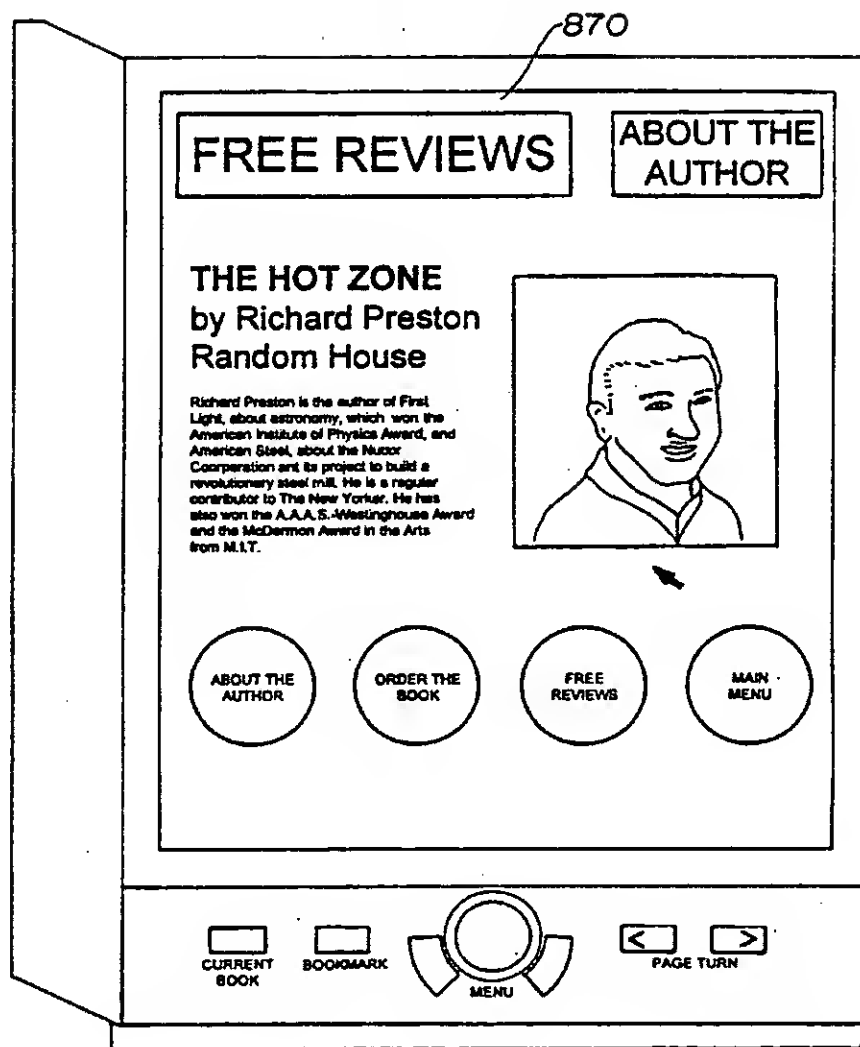 870
FREE REVIEWS
ABOUT THE
AUTHOR
THE HOT ZONE
by Richard Preston
Random House
Richard Preston is the author of First
Light, about astronomy, which won the
American Institute of Physics Award, and
American Steel, about the Nucor
Coorperation ant its project to build a
revolutionary steel mill. He is a regular
contributor to The New Yorker. He has
also won the A.A.A.S.-Westinghouse Award
and the McDermon Award in the Arts
from M.I.T.
ABOUT THE
AUTHOR
ORDER THE
BOOK
FREE
REVIEWS
MAIN
MENU
CURRENT
BOOK
BOOKMARK
MENU
< >
PAGE TURN